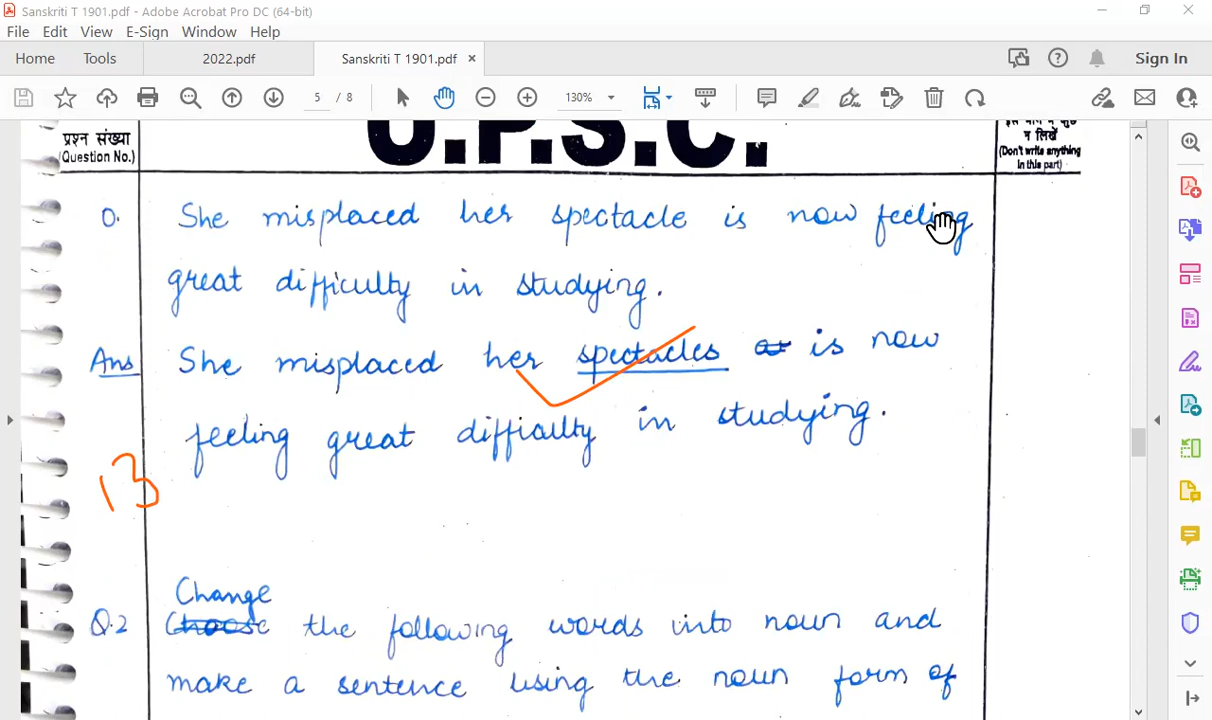 Sanskriti T 1901.pdf - Adobe Acrobat Pro DC (64-bit)
File Edit View E-Sign Window Help
Home Tools 2022.pdf Sanskriti T 1901.pdf × Sign In
5 / 8 130%
प्रश्न संख्या
(Question No.)
U.P.S.C.
न लिखें
(Don't write anything
in this part)
O. She misplaced her spectacle is now feeling
great difficulty in studying.
Ans She misplaced her spectacles is now
feeling great difficulty in studying.
13
Change
Q.2 Choose the following words into noun and
make a sentence using the noun form of